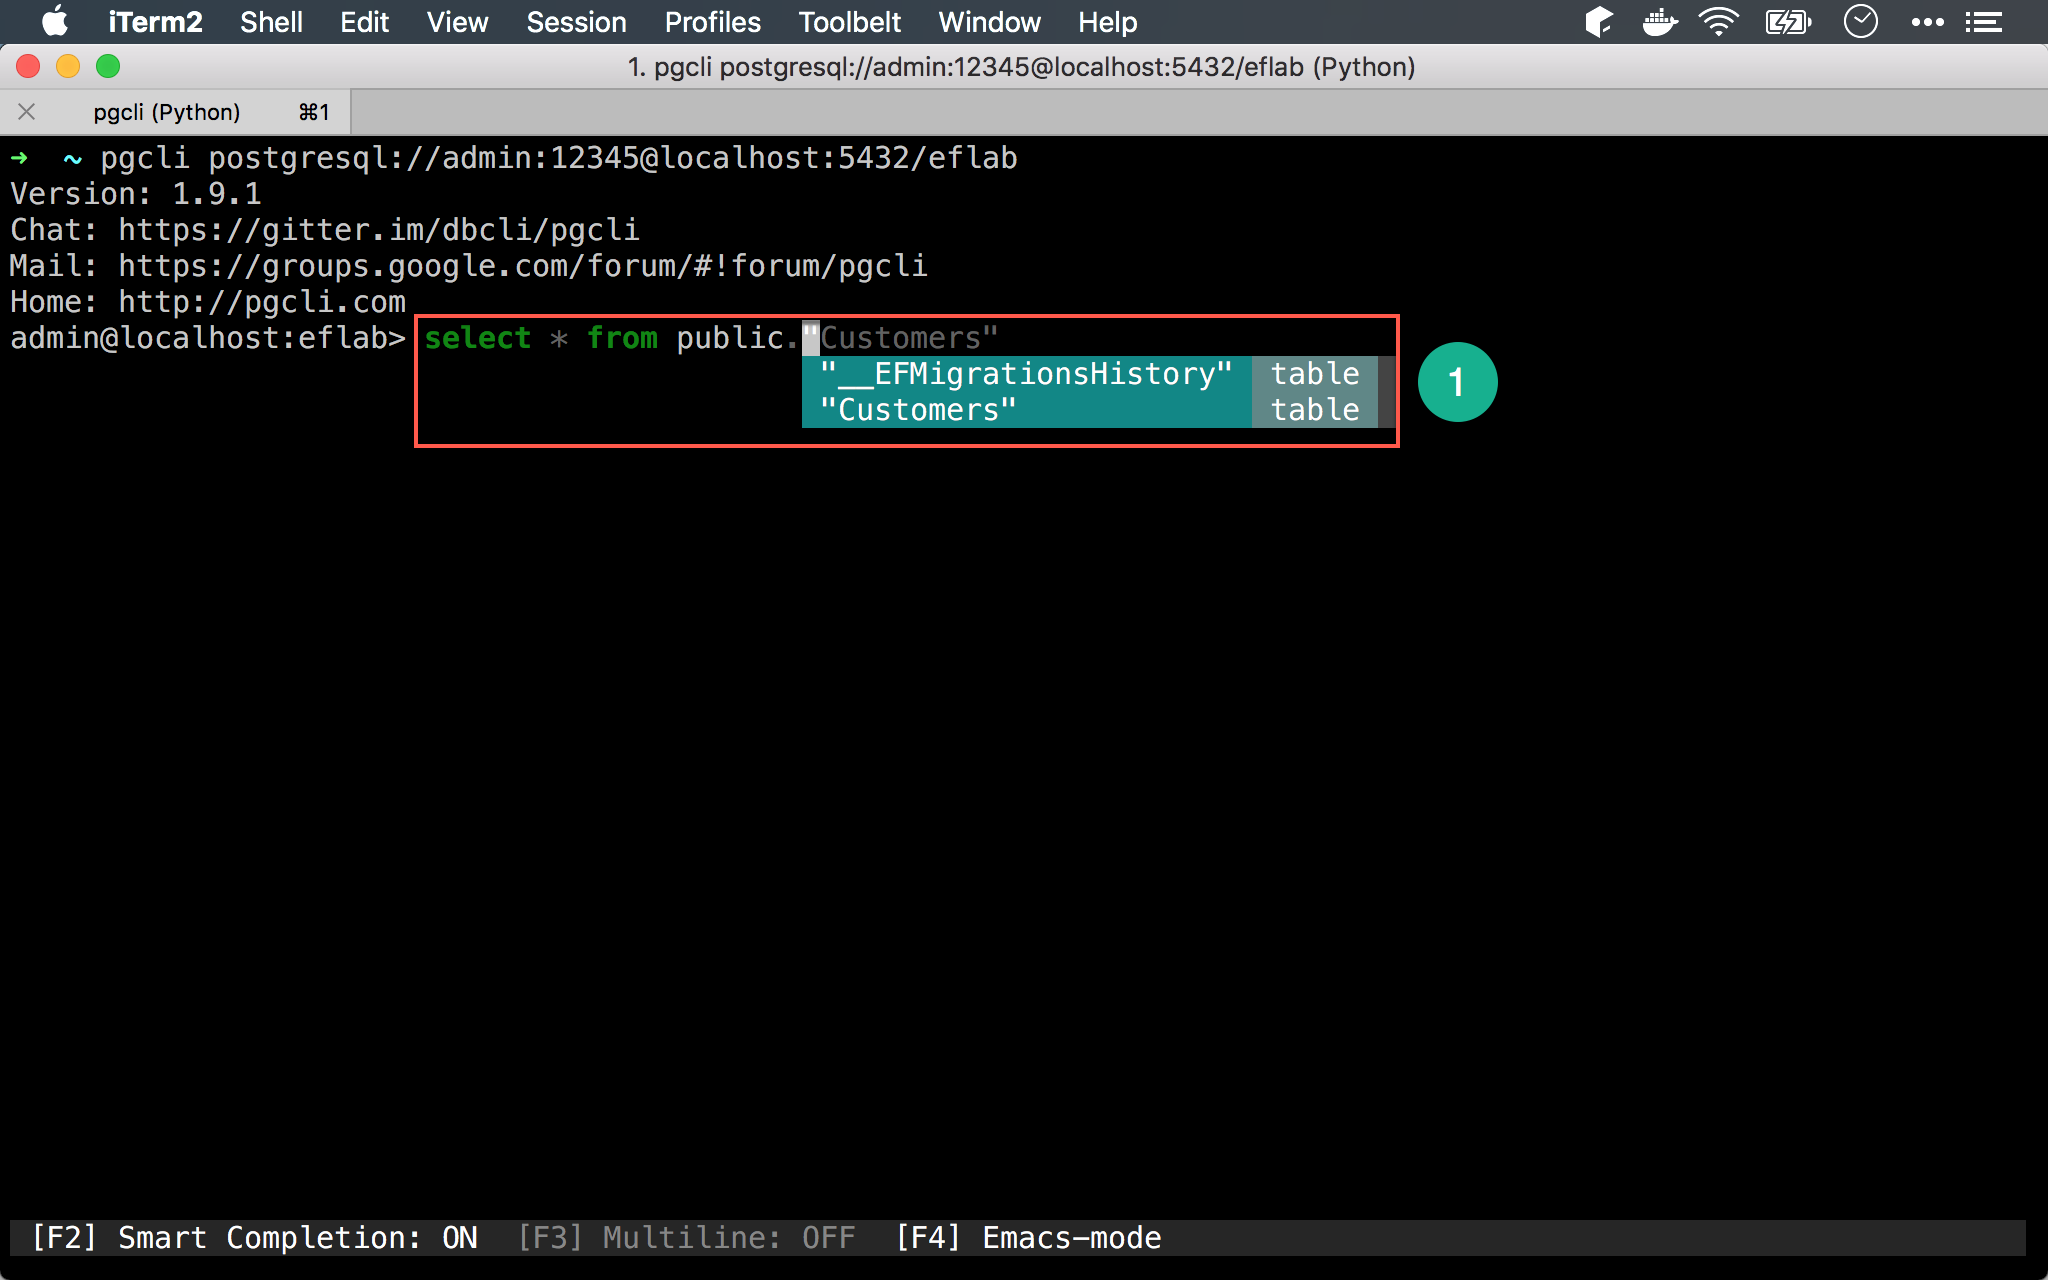 iTerm2 Shell Edit View Session Profiles Toolbelt Window Help
1. pgcli postgresql://admin:12345@localhost:5432/eflab (Python)
pgcli (Python) ⌘1
➜ ~ pgcli postgresql://admin:12345@localhost:5432/eflab
Version: 1.9.1
Chat: https://gitter.im/dbcli/pgcli
Mail: https://groups.google.com/forum/#!forum/pgcli
Home: http://pgcli.com
admin@localhost:eflab> select * from public."Customers"
"__EFMigrationsHistory" table
"Customers" table
1
[F2] Smart Completion: ON [F3] Multiline: OFF [F4] Emacs-mode